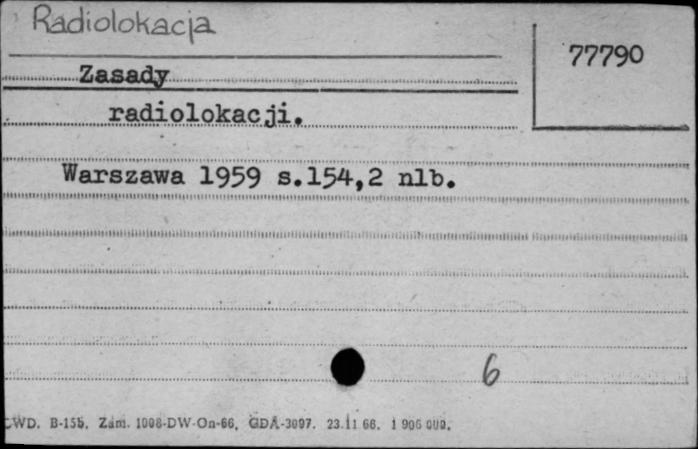 Radiolokacja
77790
Zasady
radiolokacji.
Warszawa 1959 s.154,2 nlb.
6
CWD. B-155. Zam. 1008-DW-On-66. GDA-3097. 23.11 66. 1 906 000.